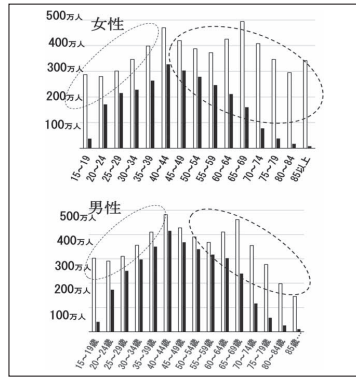 500万人
女性
400万人
300万人
200万人
100万人
15~19
20~24
25~29
30~34
35~39
40~44
45~49
50~54
55~59
60~64
65~69
70~74
75~79
80~84
85以上
男性
500万人
400万人
300万人
200万人
100万人
15~19歳
20~24歳
25~29歳
30~34歳
35~39歳
40~44歳
45~49歳
50~54歳
55~59歳
60~64歳
65~69歳
70~74歳
75~79歳
80~84歳
85歳…